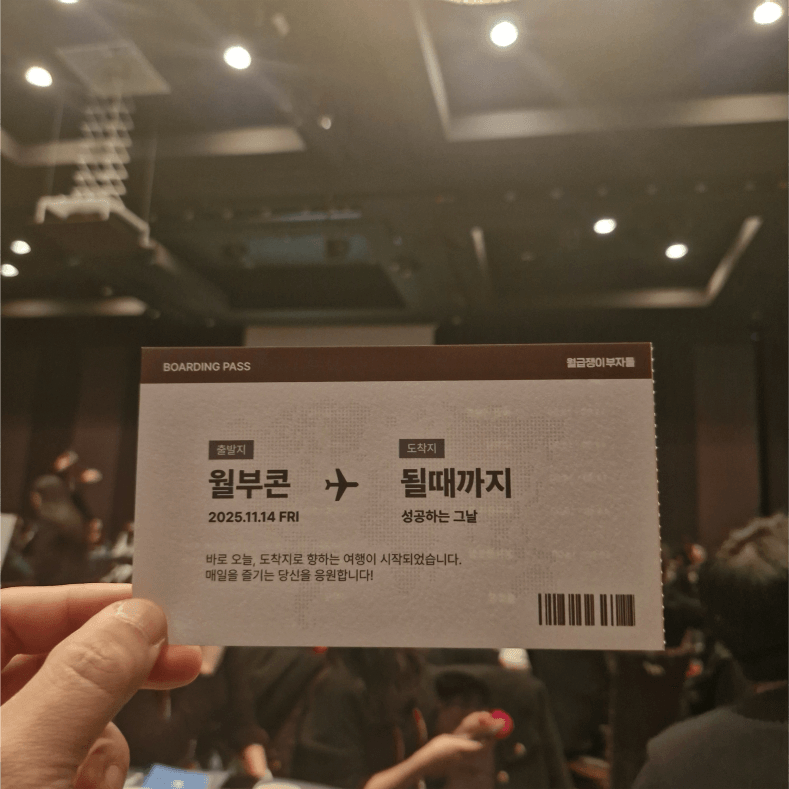 BOARDING PASS
월급쟁이부자들
출발지
월부콘
2025.11.14 FRI
도착지
될때까지
성공하는 그날
바로 오늘, 도착지로 향하는 여행이 시작되었습니다.
매일을 즐기는 당신을 응원합니다!